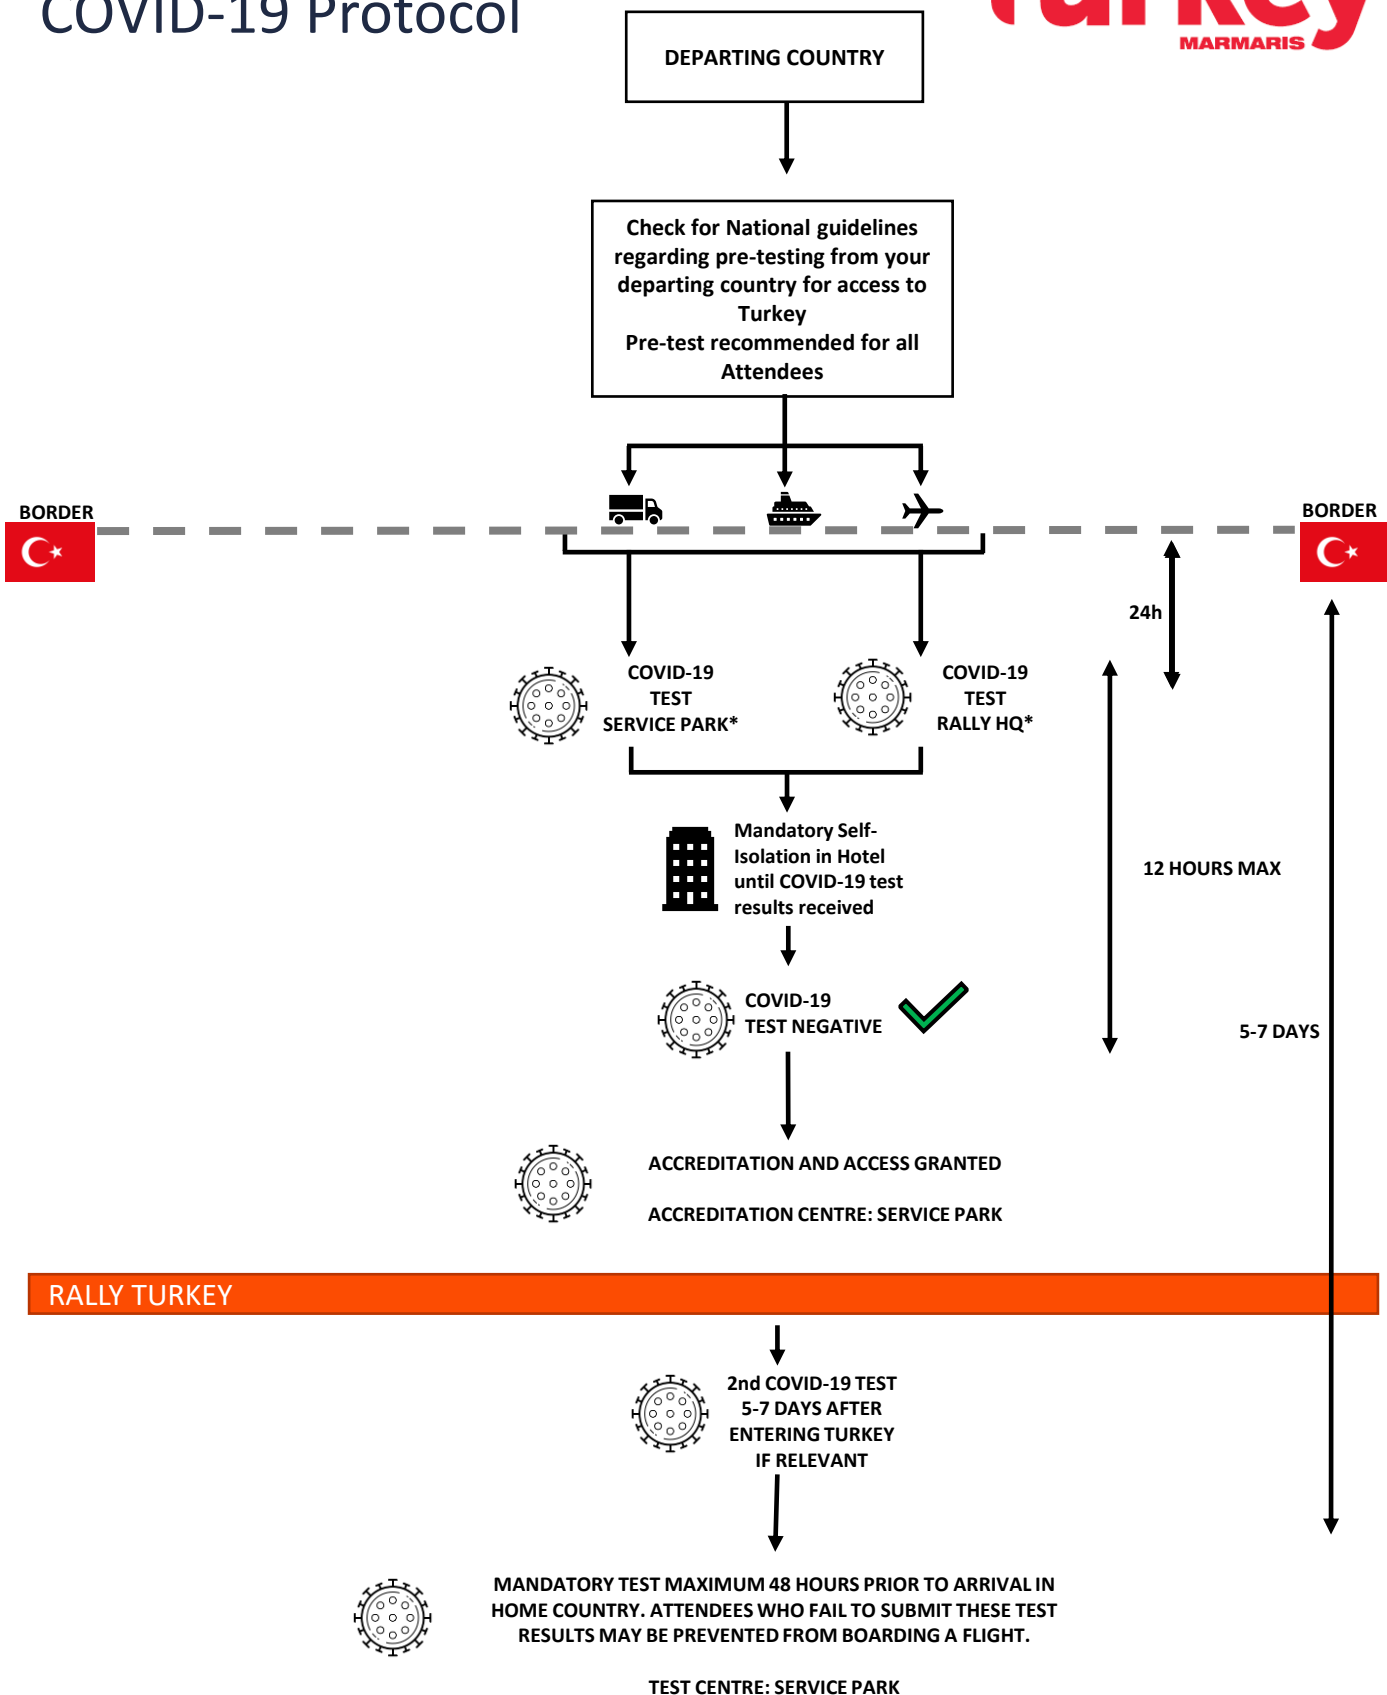 COVID-19 Protocol
Turkey
MARMARIS
DEPARTING COUNTRY
Check for National guidelines
regarding pre-testing from your
departing country for access to
Turkey
Pre-test recommended for all
Attendees
BORDER
BORDER
24h
COVID-19
TEST
SERVICE PARK*
COVID-19
TEST
RALLY HQ*
Mandatory Self-
Isolation in Hotel
until COVID-19 test
results received
12 HOURS MAX
COVID-19
TEST NEGATIVE
5-7 DAYS
ACCREDITATION AND ACCESS GRANTED
ACCREDITATION CENTRE: SERVICE PARK
RALLY TURKEY
2nd COVID-19 TEST
5-7 DAYS AFTER
ENTERING TURKEY
IF RELEVANT
MANDATORY TEST MAXIMUM 48 HOURS PRIOR TO ARRIVAL IN
HOME COUNTRY. ATTENDEES WHO FAIL TO SUBMIT THESE TEST
RESULTS MAY BE PREVENTED FROM BOARDING A FLIGHT.
TEST CENTRE: SERVICE PARK